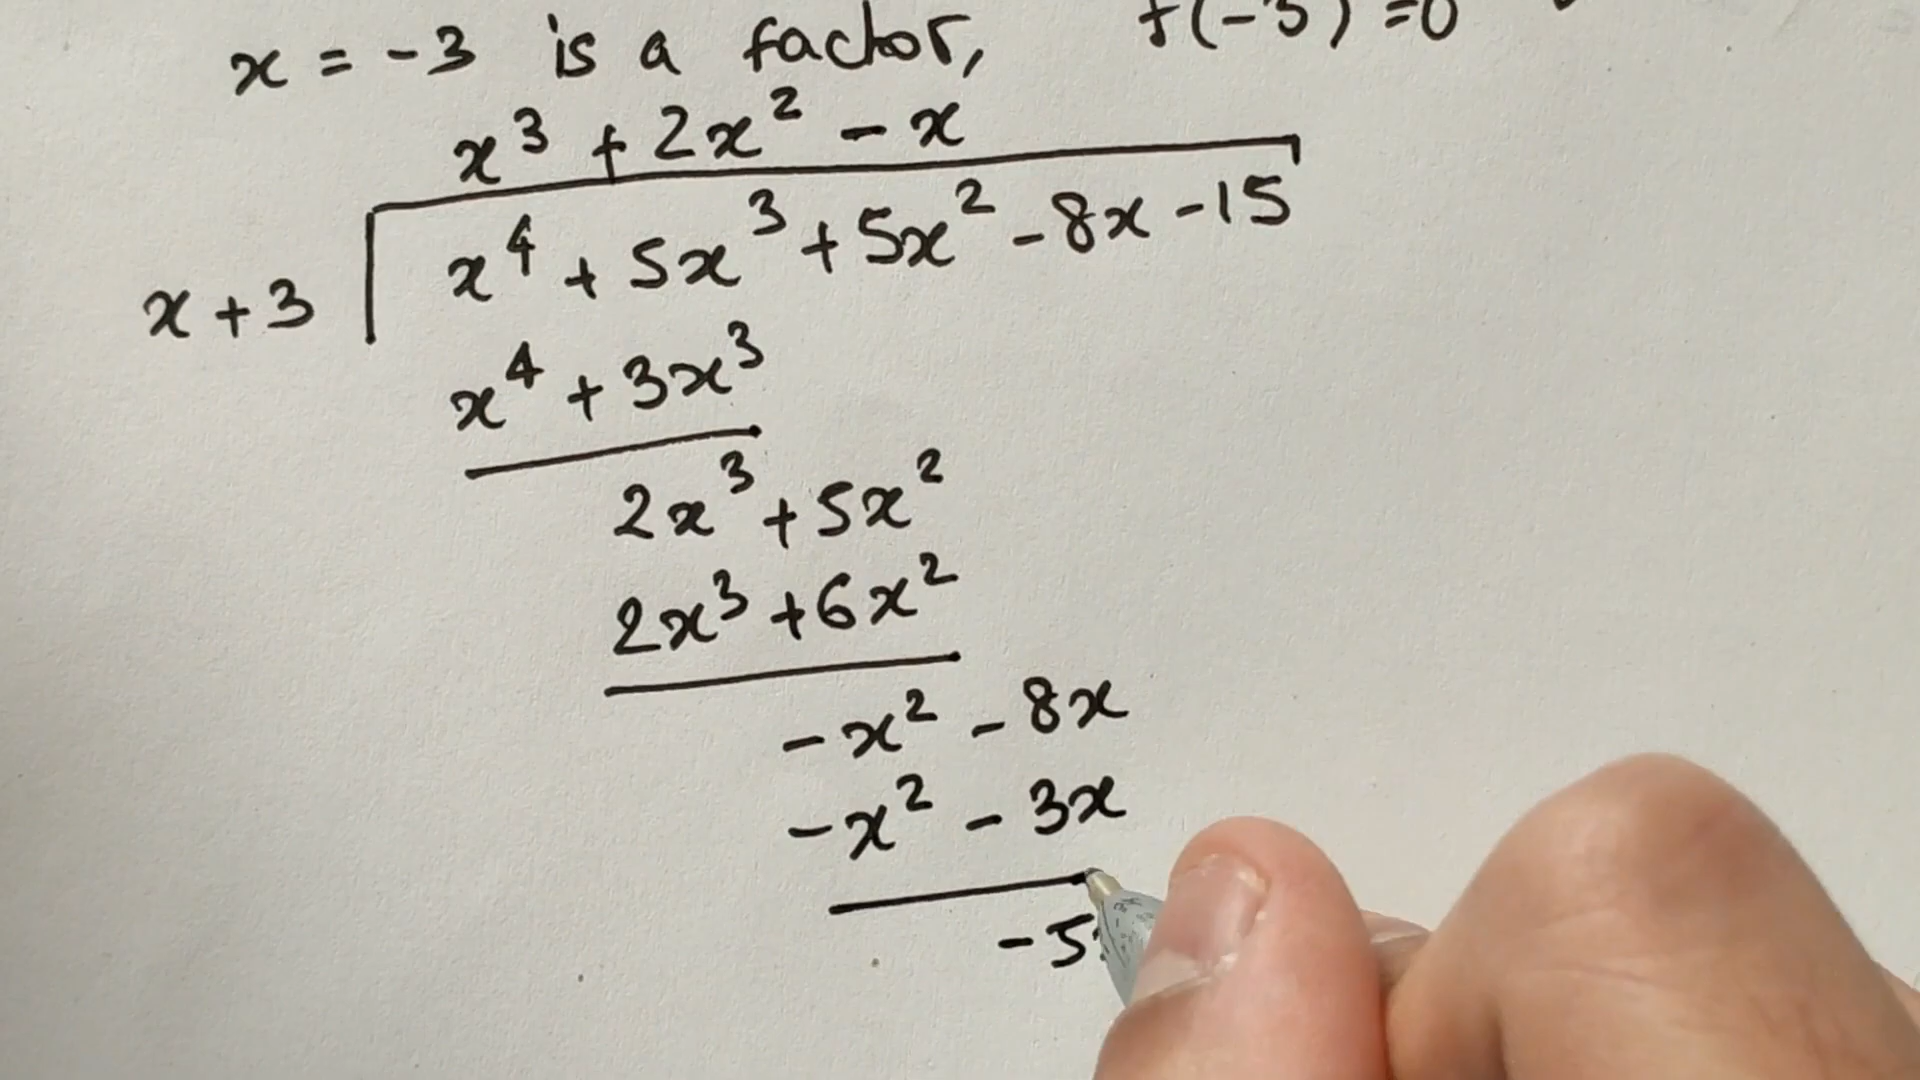 x = -3 is a factor, f(-3) = 0
x³ + 2x² - x
x + 3 x⁴ + 5x³ + 5x² - 8x - 15
x⁴ + 3x³
2x³ + 5x²
2x³ + 6x²
-x² - 8x
-x² - 3x
-5